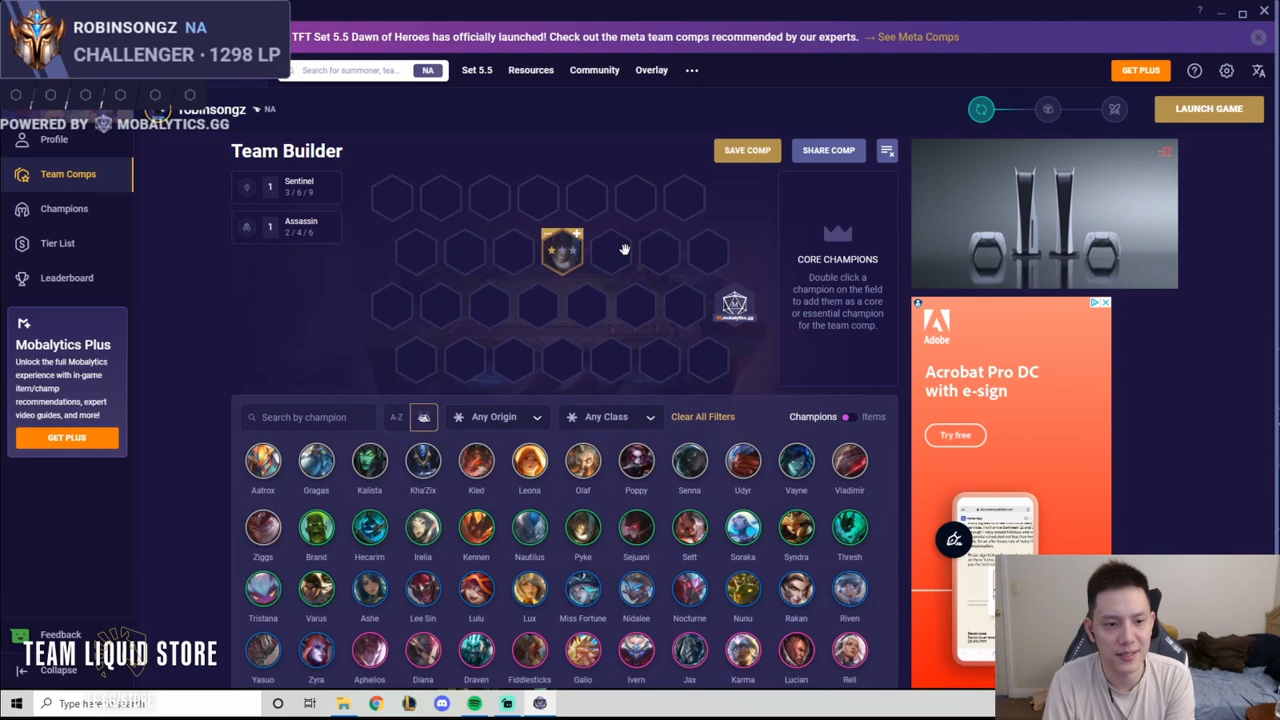 ROBINSONGZ NA
CHALLENGER · 1298 LP
POWERED BY MOBALYTICS.GG
TFT Set 5.5 Dawn of Heroes has officially launched! Check out the meta team comps recommended by our experts. → See Meta Comps
Search for summoner, tea... NA
Set 5.5 Resources Community Overlay
GET PLUS
robinsongz NA
LAUNCH GAME
Profile
Team Comps
Champions
Tier List
Leaderboard
Mobalytics Plus
Unlock the full Mobalytics
experience with in-game
item/champ
recommendations, expert
video guides, and more!
GET PLUS
Feedback
Collapse
TEAM LIQUID STORE
Team Builder
SAVE COMP SHARE COMP
1 Sentinel
3 / 6 / 9
1 Assassin
2 / 4 / 6
mobalytics.gg
CORE CHAMPIONS
Double click a
champion on the field
to add them as a core
or essential champion
for the team comp.
Search by champion A-Z Any Origin Any Class Clear All Filters Champions Items
Aatrox Gragas Kalista Kha'Zix Kled Leona Olaf Poppy Senna Udyr Vayne Vladimir
Ziggs Brand Hecarim Irelia Kennen Nautilus Pyke Sejuani Sett Soraka Syndra Thresh
Tristana Varus Ashe Lee Sin Lulu Lux Miss Fortune Nidalee Nocturne Nunu Rakan Riven
Yasuo Zyra Aphelios Diana Draven Fiddlesticks Galio Ivern Jax Karma Lucian Rell
Adobe
Acrobat Pro DC
with e-sign
Try free